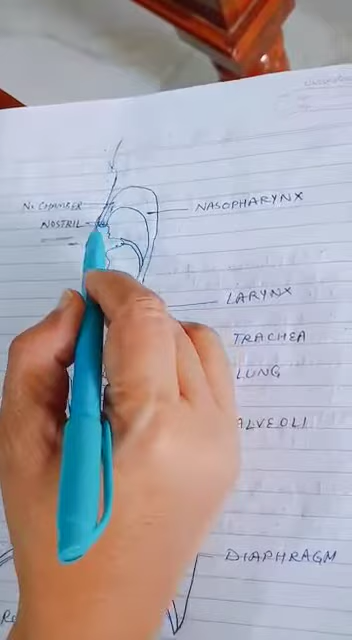 N. CHAMBER
NASOPHARYNX
NOSTRIL
LARYNX
TRACHEA
LUNG
ALVEOLI
DIAPHRAGM